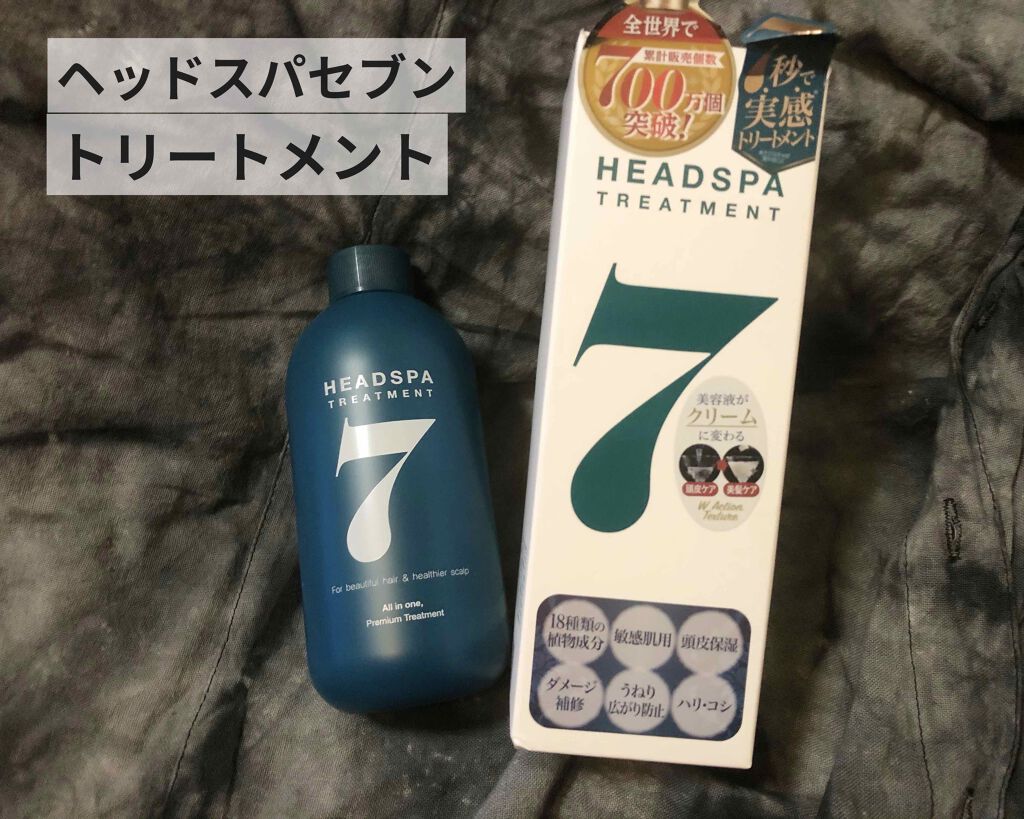 ヘッドスパセブン
トリートメント
全世界で
累計販売個数
700万個
突破!
7秒で
実感
トリートメント
HEADSPA
TREATMENT
7
美容液が
クリーム
に変わる
頭皮ケア
美髪ケア
W Action
Texture
18種類の
植物成分
敏感肌用
頭皮保湿
ダメージ
補修
うねり
広がり防止
ハリ・コシ
HEADSPA
TREATMENT
7
For beautiful hair & healthier scalp
All in one,
Premium Treatment